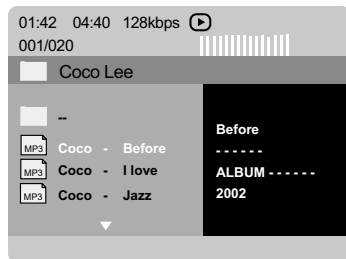 01:42 04:40 128kbps
001/020
Coco Lee
--
MP3 Coco - Before
MP3 Coco - I love
MP3 Coco - Jazz
Before
- - - - - -
ALBUM - - - - - -
2002